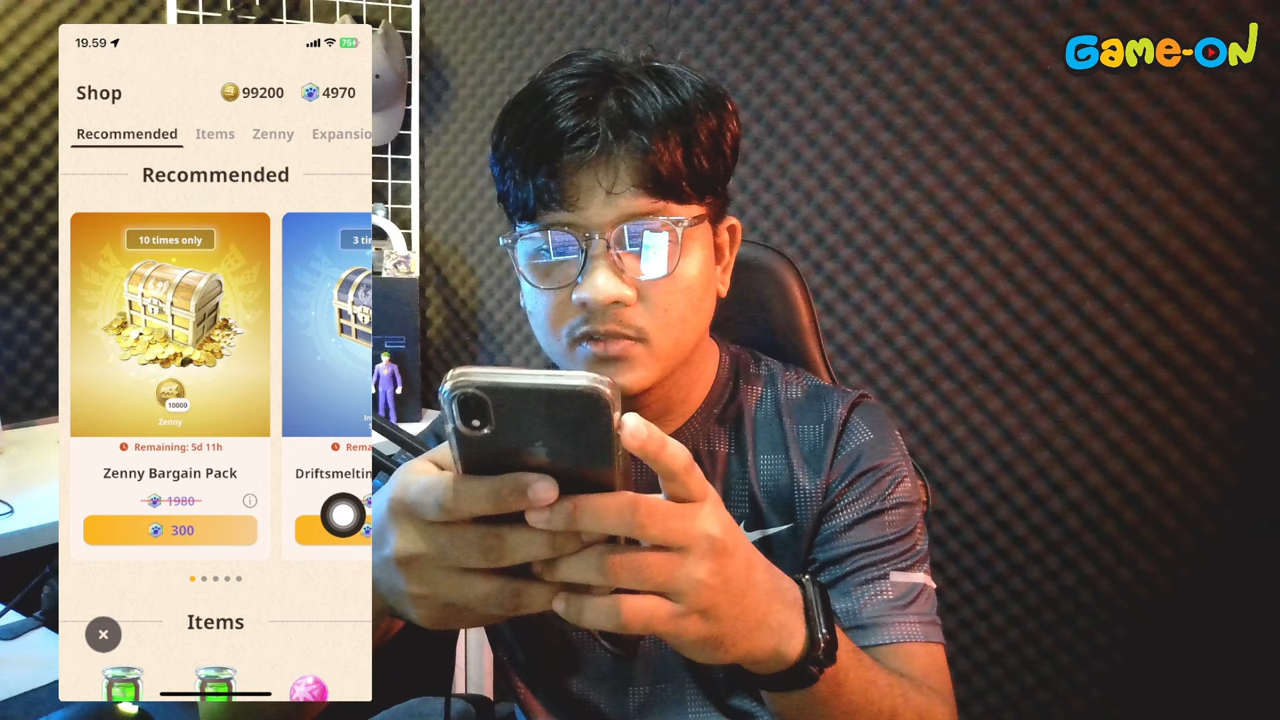 19.59
75+
GAME-ON
Shop
99200
4970
Recommended
Items
Zenny
Expansio
Recommended
10 times only
3 ti
10000
Zenny
In
Remaining: 5d 11h
Rema
Zenny Bargain Pack
Driftsmeltin
1980
300
Items